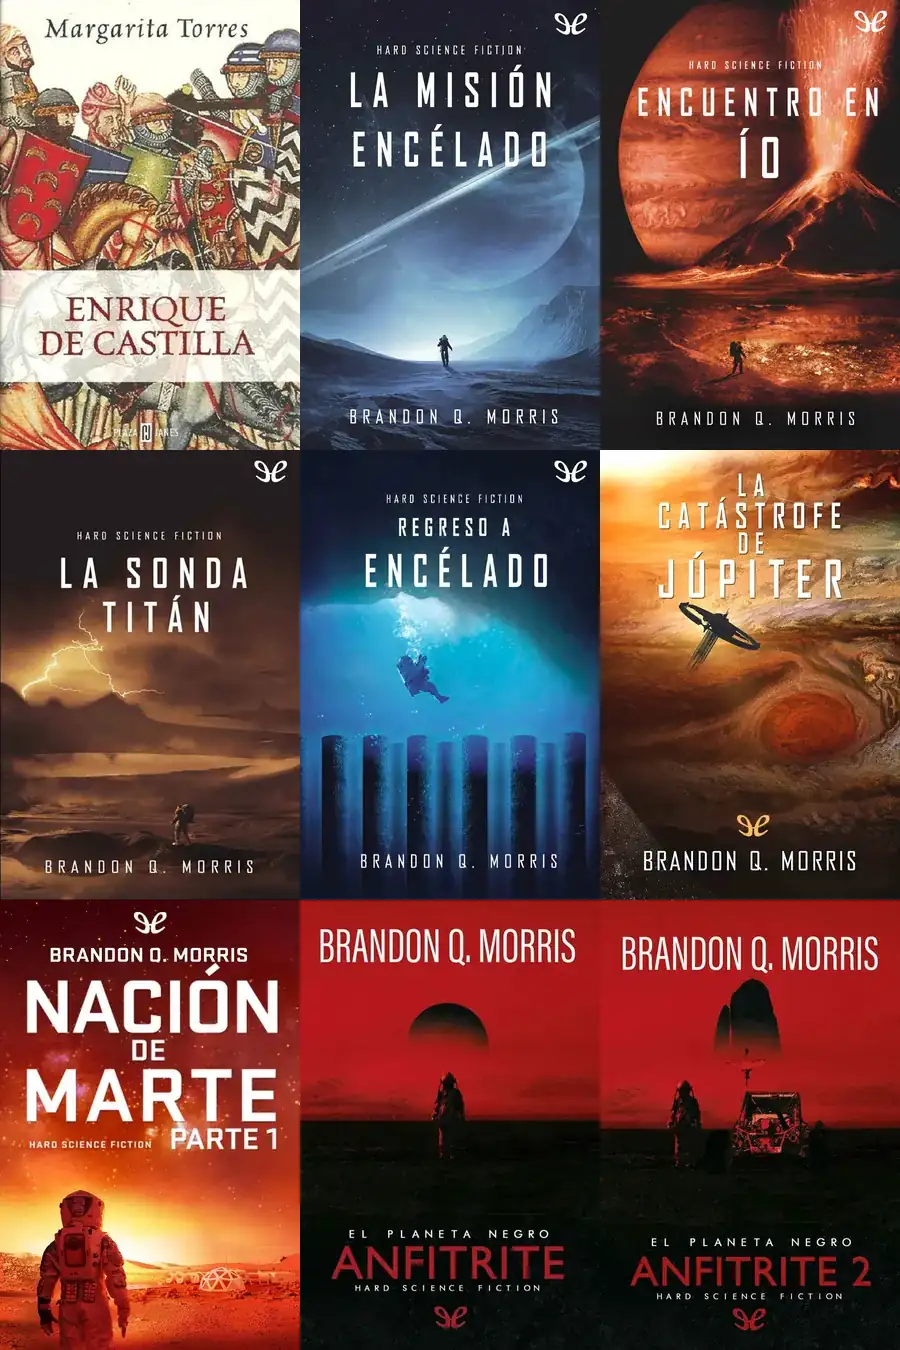 Margarita Torres
ENRIQUE
DE CASTILLA
PLAZA JANES
HARD SCIENCE FICTION
LA MISIÓN
ENCÉLADO
BRANDON Q. MORRIS
HARD SCIENCE FICTION
ENCUENTRO EN
ÍO
BRANDON Q. MORRIS
HARD SCIENCE FICTION
LA SONDA
TITÁN
BRANDON Q. MORRIS
HARD SCIENCE FICTION
REGRESO A
ENCÉLADO
BRANDON Q. MORRIS
LA
CATÁSTROFE
DE
JÚPITER
BRANDON Q. MORRIS
BRANDON Q. MORRIS
NACIÓN
DE
MARTE
PARTE 1
HARD SCIENCE FICTION
BRANDON Q. MORRIS
EL PLANETA NEGRO
ANFITRITE
HARD SCIENCE FICTION
BRANDON Q. MORRIS
EL PLANETA NEGRO
ANFITRITE 2
HARD SCIENCE FICTION